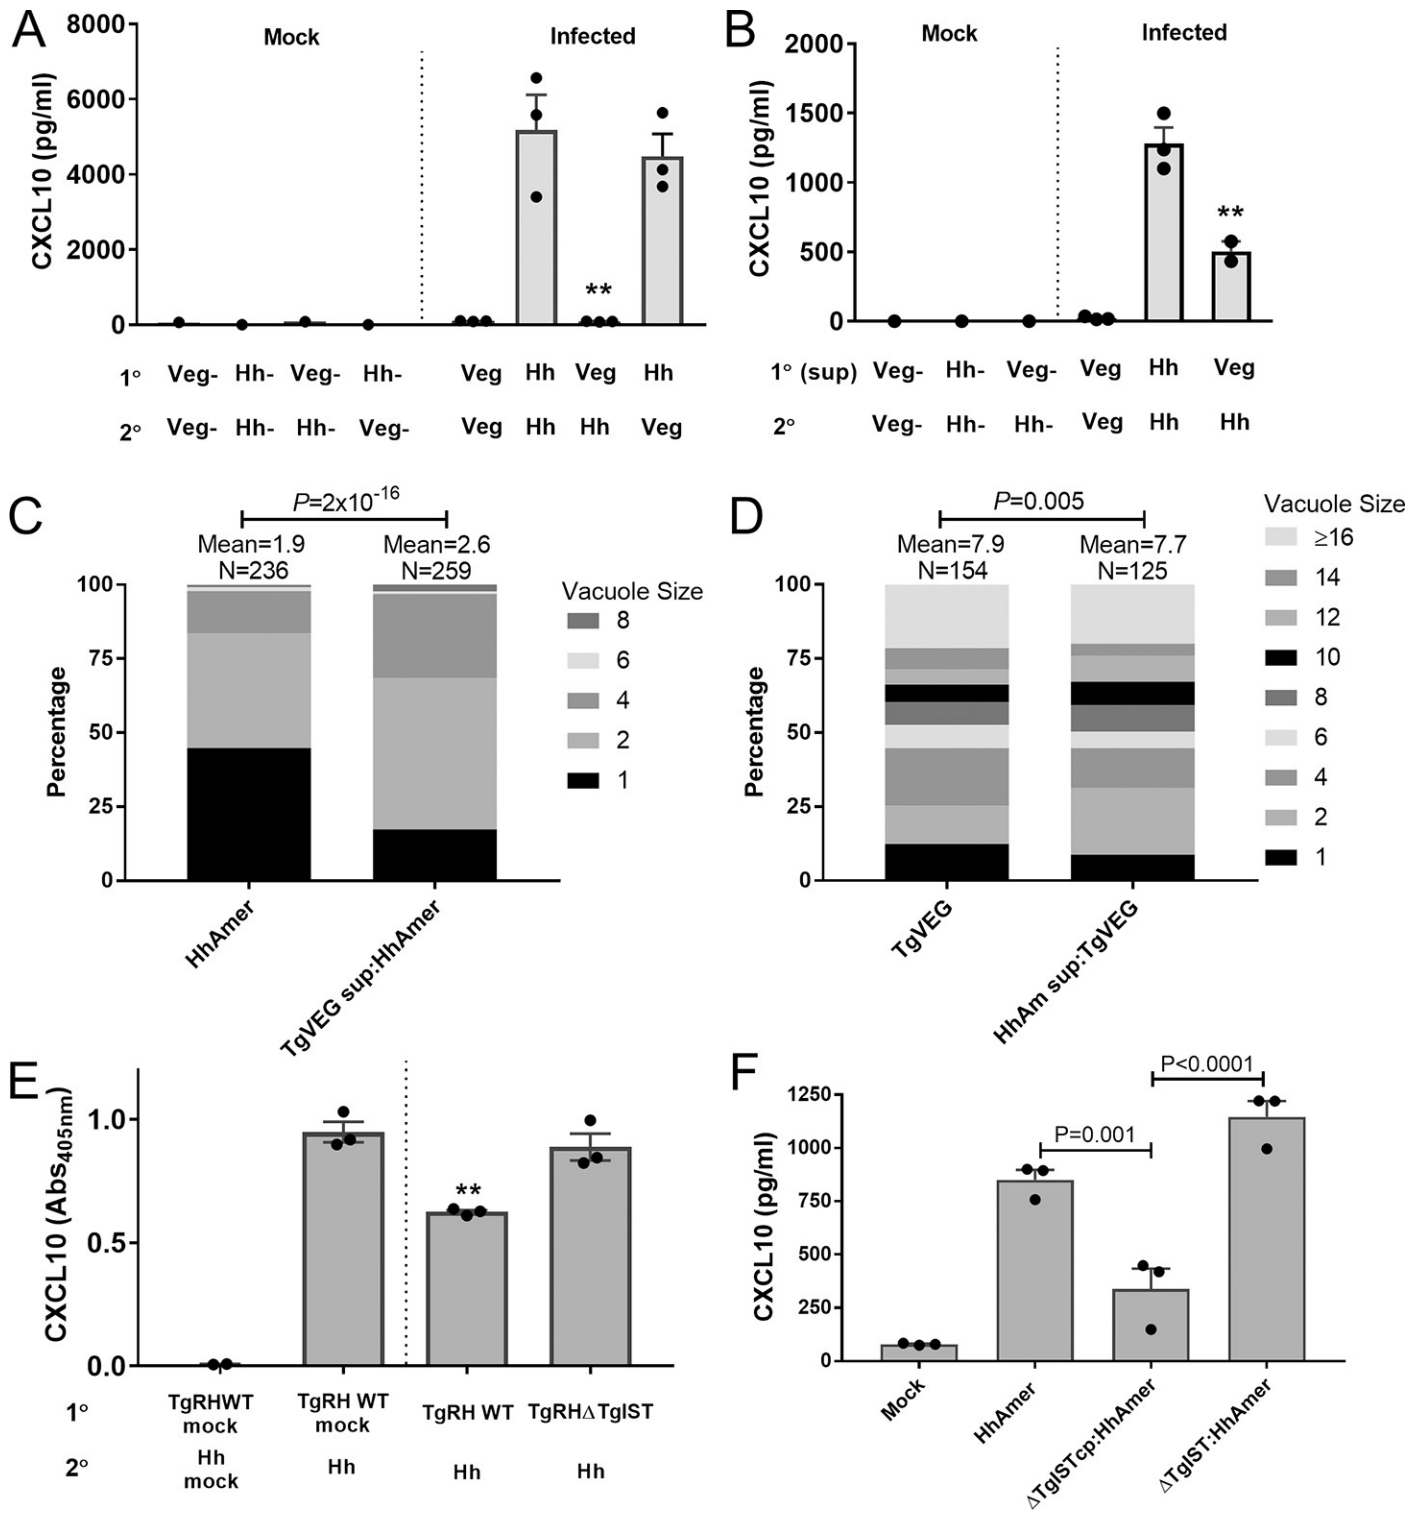 A
CXCL10 (pg/ml)
8000
6000
4000
2000
0
Mock
Infected
**
1° Veg- Hh- Veg- Hh- Veg Hh Veg Hh
2° Veg- Hh- Hh- Veg- Veg Hh Hh Veg
B
CXCL10 (pg/ml)
2000
1500
1000
500
0
Mock
Infected
**
1° (sup) Veg- Hh- Veg- Veg Hh Veg
2° Veg- Hh- Hh- Veg Hh Hh
C
P=2x10-16
Mean=1.9 Mean=2.6
N=236 N=259
Percentage
100
75
50
25
0
HhAmer
TgVEG sup:HhAmer
Vacuole Size
8
6
4
2
1
D
P=0.005
Mean=7.9 Mean=7.7
N=154 N=125
Percentage
100
75
50
25
0
TgVEG
HhAm sup:TgVEG
Vacuole Size
≥16
14
12
10
8
6
4
2
1
E
CXCL10 (Abs405nm)
1.0
0.5
0.0
**
1° TgRHWT TgRH WT TgRH WT TgRHΔTgIST
mock mock
2° Hh Hh Hh Hh
mock
F
CXCL10 (pg/ml)
1250
1000
750
500
250
0
P<0.0001
P=0.001
Mock
HhAmer
ΔTgISTcp:HhAmer
ΔTgIST:HhAmer